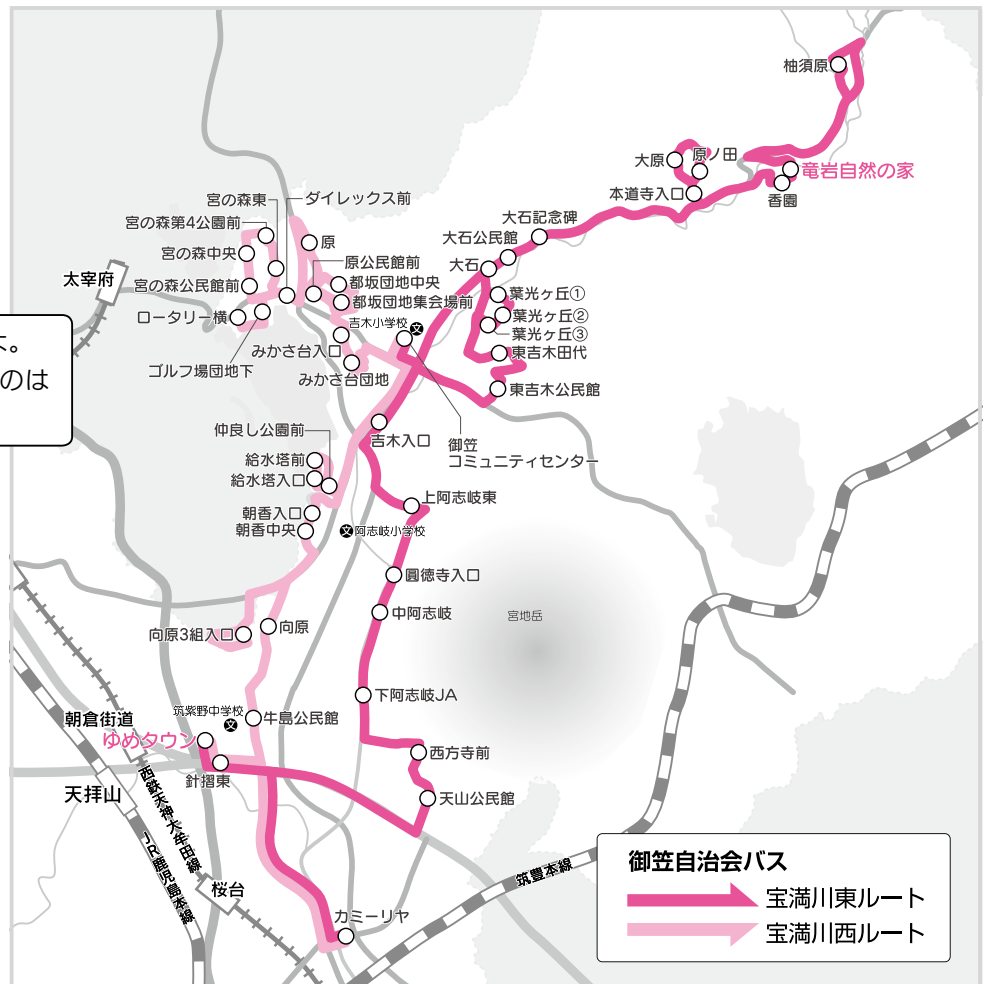 柚須原
原ノ田
大原
竜岩自然の家
本道寺入口
香園
宮の森東
ダイレックス前
大石記念碑
宮の森第4公園前
大石公民館
原
宮の森中央
原公民館前
大石
太宰府
都坂団地中央
宮の森公民館前
葉光ヶ丘①
都坂団地集会場前
ロータリー横
葉光ヶ丘②
吉木小学校
文
葉光ヶ丘③
よ。
みかさ台入口
東吉木田代
ゴルフ場団地下
みかさ台団地
のは
東吉木公民館
仲良し公園前
吉木入口
御笠
コミュニティセンター
給水塔前
給水塔入口
上阿志岐東
朝香入口
朝香中央
文
阿志岐小学校
圓徳寺入口
中阿志岐
宮地岳
向原3組入口
向原
下阿志岐JA
筑紫野中学校
文
牛島公民館
朝倉街道
ゆめタウン
西方寺前
針摺東
天拝山
天山公民館
西鉄天神大牟田線
JR鹿児島本線
桜台
筑豊本線
カミーリヤ
御笠自治会バス
宝満川東ルート
宝満川西ルート